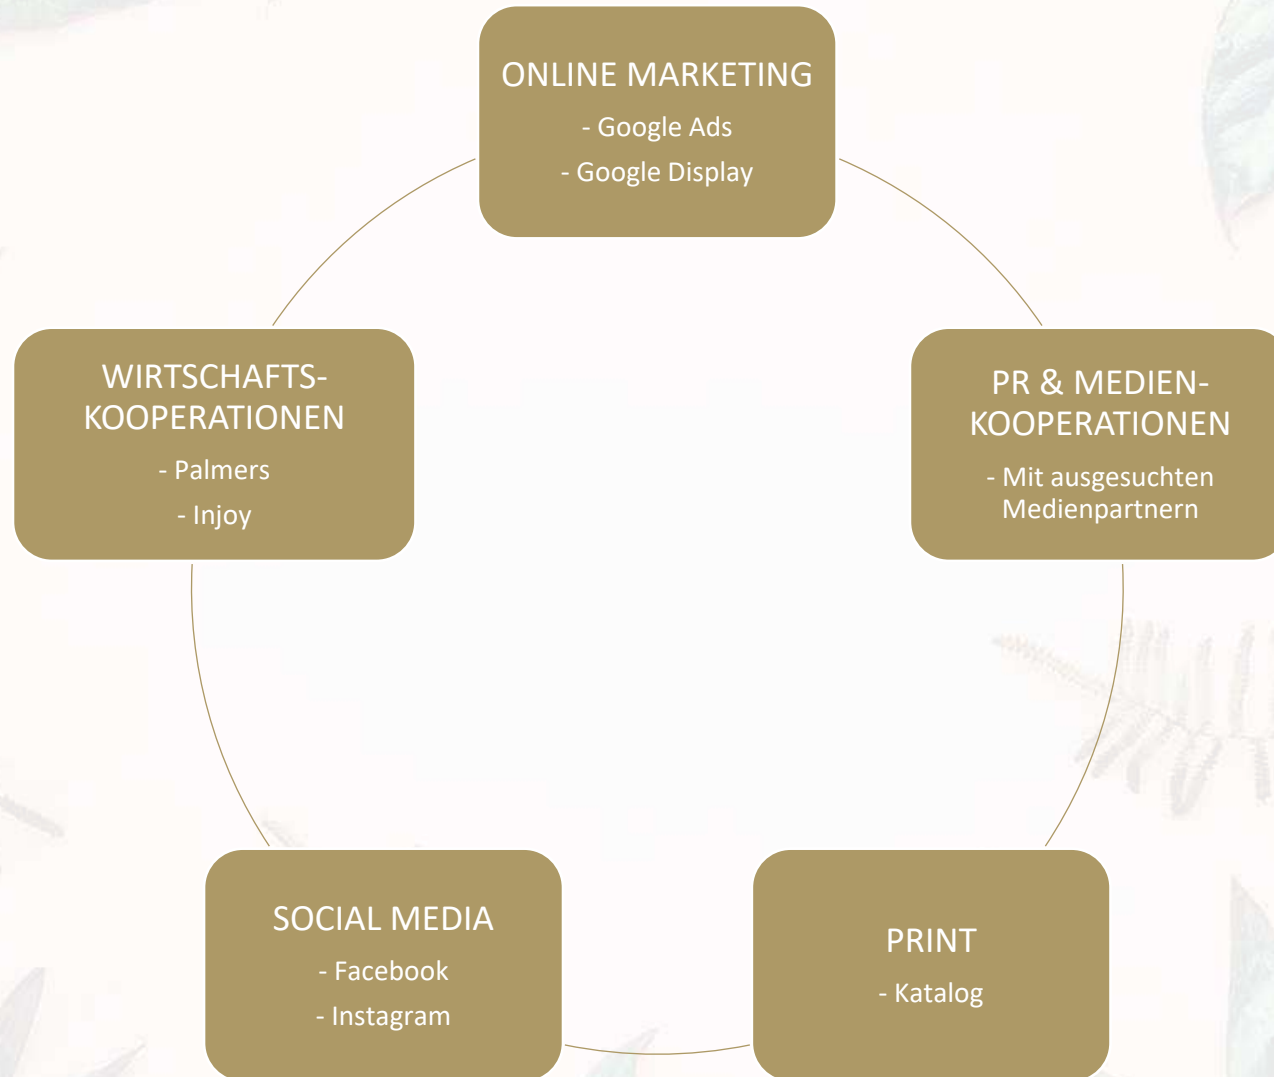 ONLINE MARKETING
- Google Ads
- Google Display
WIRTSCHAFTS-
KOOPERATIONEN
- Palmers
- Injoy
PR & MEDIEN-
KOOPERATIONEN
- Mit ausgesuchten
Medienpartnern
SOCIAL MEDIA
- Facebook
- Instagram
PRINT
- Katalog